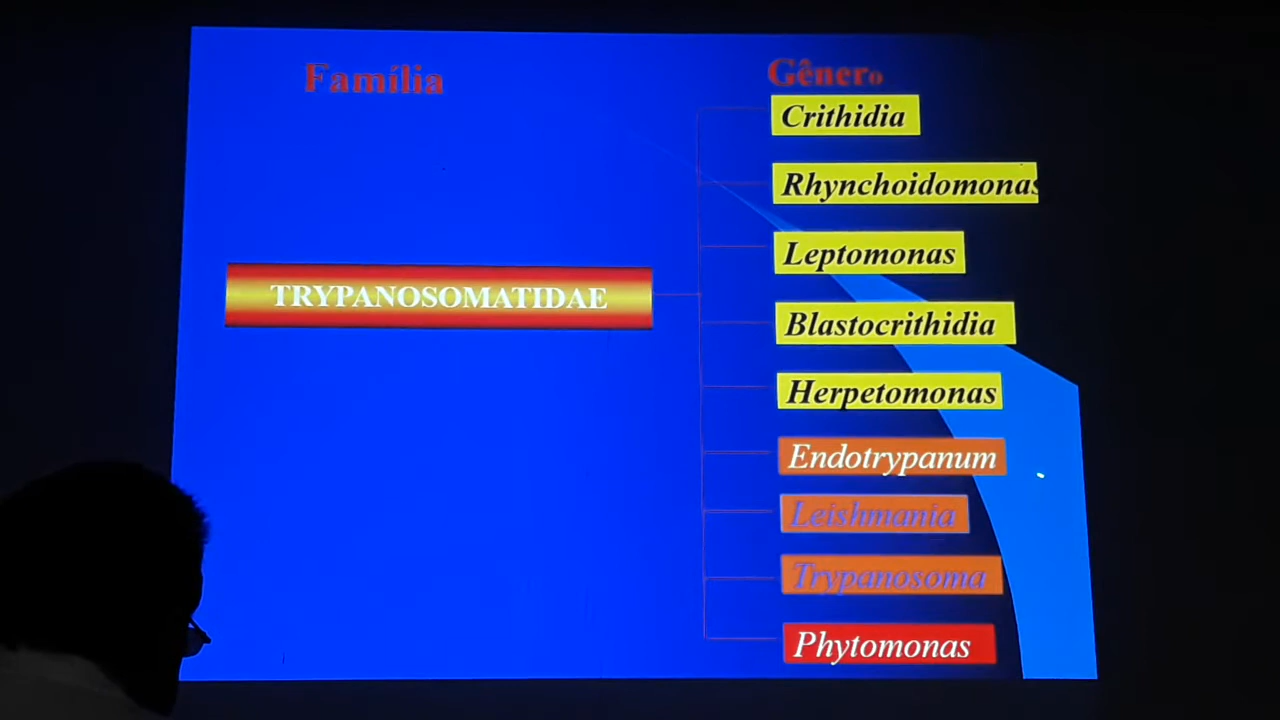 Família
Gênero
Crithidia
Rhynchoidomonas
Leptomonas
TRYPANOSOMATIDAE
Blastocrithidia
Herpetomonas
Endotrypanum
Leishmania
Trypanosoma
Phytomonas